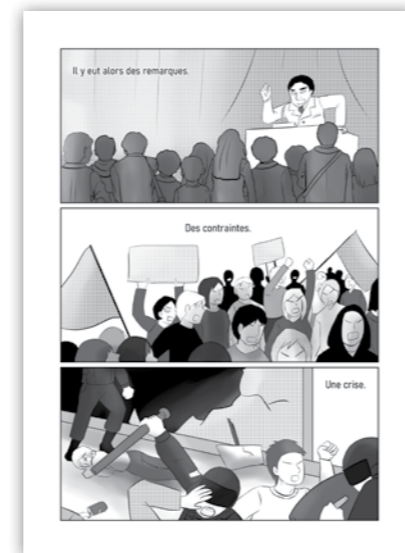 Il y eut alors des remarques.
Des contraintes.
Une crise.